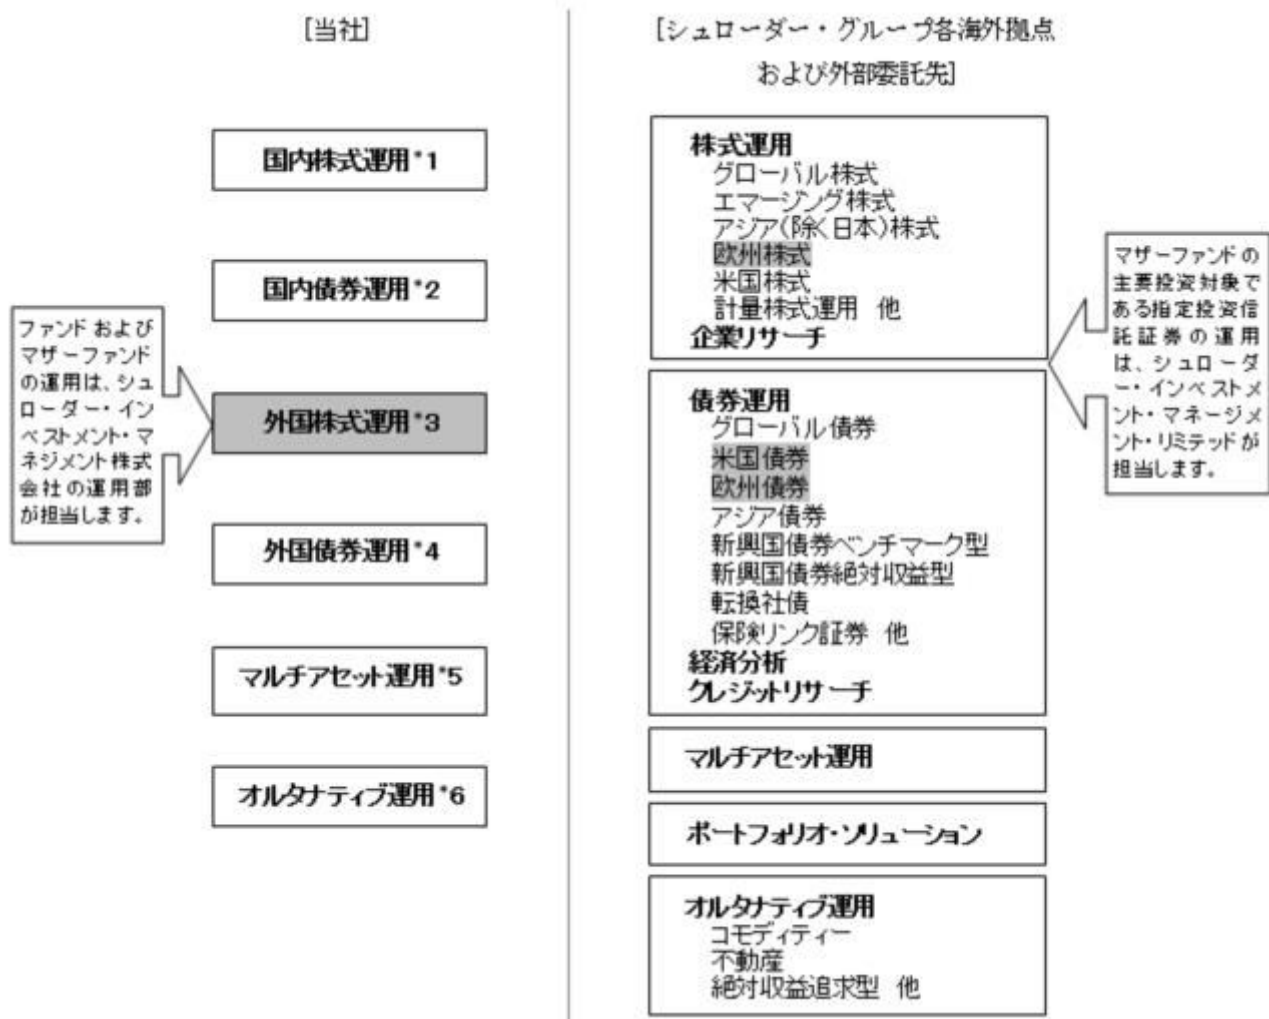 [当社]
国内株式運用*1
国内債券運用*2
ファンドおよび
マザーファンド
の運用は、シュ
ローダー・イン
ベストメント・マ
ネジメント株式
会社の運用部
が担当します。
外国株式運用*3
外国債券運用*4
マルチアセット運用*5
オルタナティブ運用*6
[シュローダー・グループ各海外拠点
および外部委託先]
株式運用
グローバル株式
エマージング株式
アジア(除く日本)株式
欧州株式
米国株式
計量株式運用 他
企業リサーチ
債券運用
グローバル債券
米国債券
欧州債券
アジア債券
新興国債券ベンチマーク型
新興国債券絶対収益型
転換社債
保険リンク証券 他
経済分析
クレジットリサーチ
マルチアセット運用
ポートフォリオ・ソリューション
オルタナティブ運用
コモディティー
不動産
絶対収益追求型 他
マザーファンドの
主要投資対象で
ある指定投資信
託証券の運用
は、シュローダ
ー・インベストメ
ント・マネージメ
ント・リミテッドが
担当します。